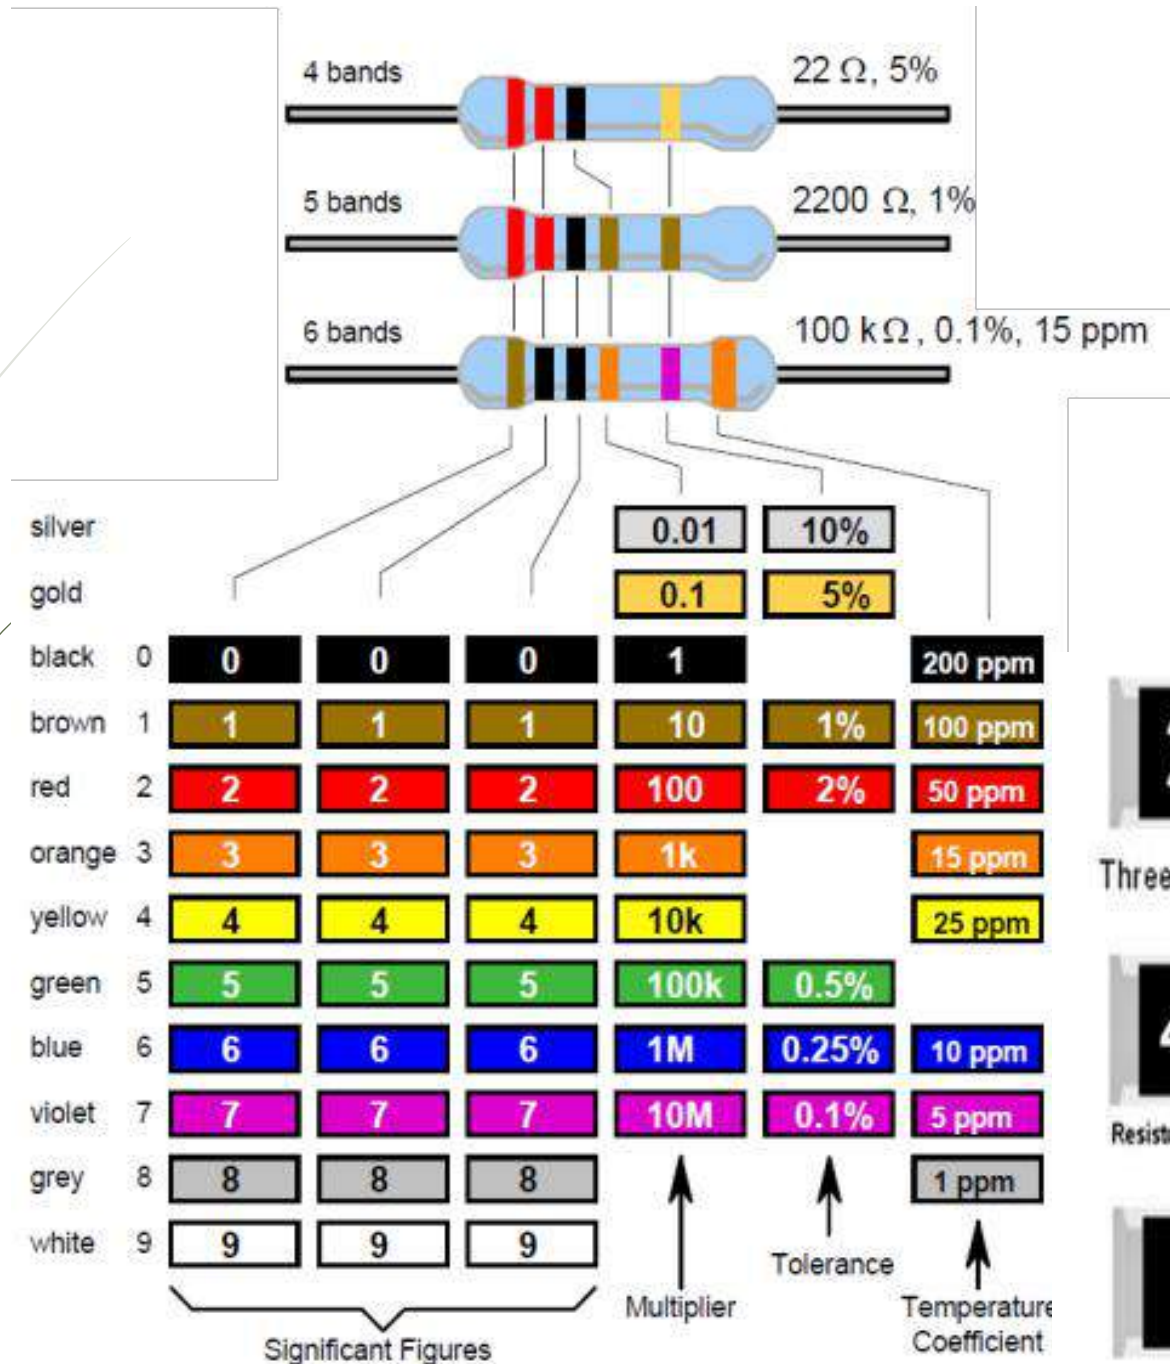 4 bands
22 Ω, 5%
5 bands
2200 Ω, 1%
6 bands
100 kΩ, 0.1%, 15 ppm
silver 0.01 10%
gold 0.1 5%
black 0 0 0 0 1 200 ppm
brown 1 1 1 1 10 1% 100 ppm
red 2 2 2 2 100 2% 50 ppm
orange 3 3 3 3 1k 15 ppm
yellow 4 4 4 4 10k 25 ppm
green 5 5 5 5 100k 0.5%
blue 6 6 6 6 1M 0.25% 10 ppm
violet 7 7 7 7 10M 0.1% 5 ppm
grey 8 8 8 8 1 ppm
white 9 9 9 9
Significant Figures
Multiplier
Tolerance
Temperature
Coefficient
Three